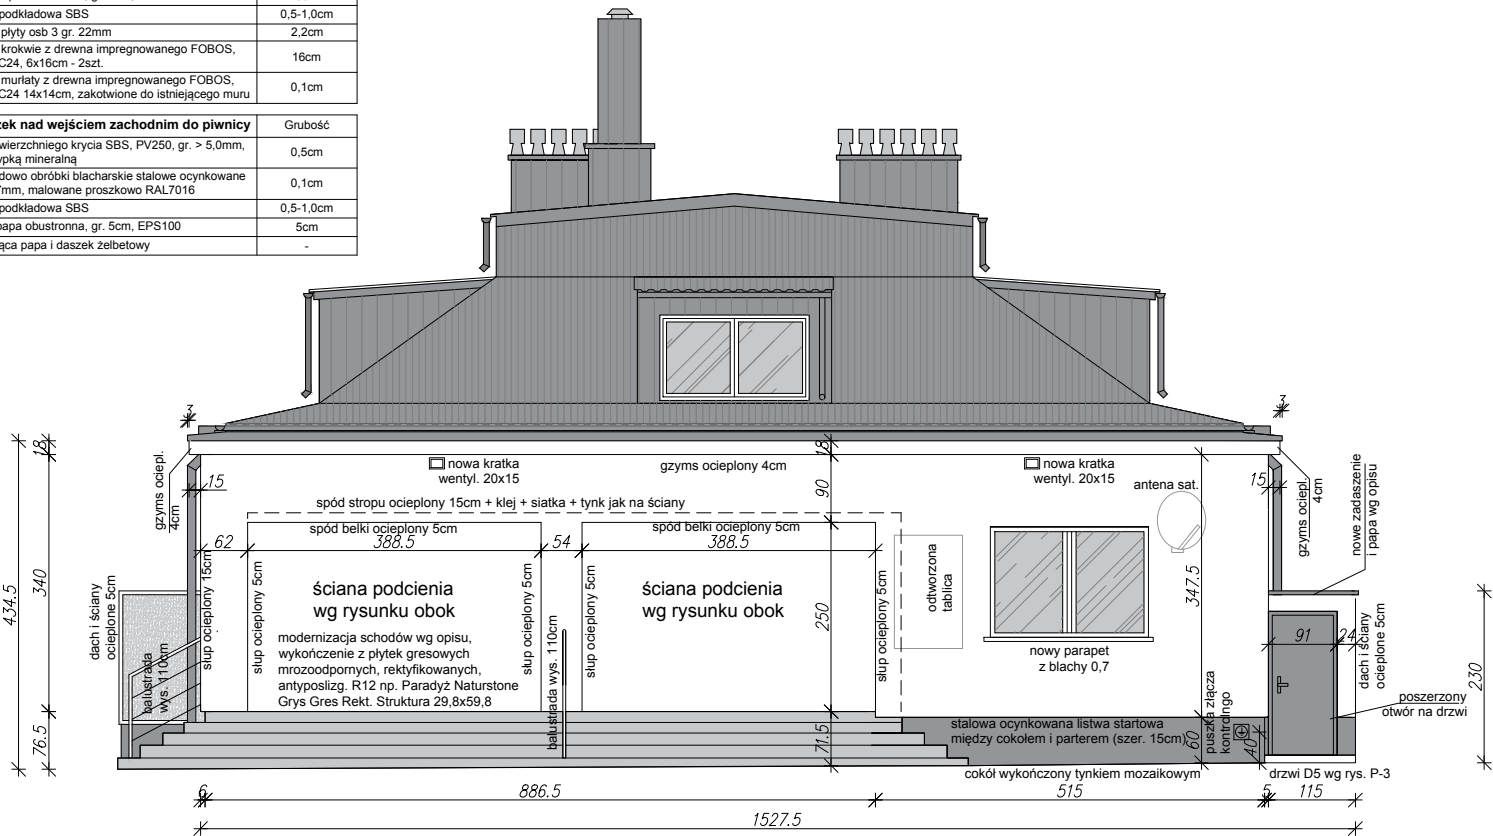 podkładowa SBS 0,5-1,0cm
płyty osb 3 gr. 22mm 2,2cm
krokwie z drewna impregnowanego FOBOS,
C24, 6x16cm - 2szt. 16cm
murłaty z drewna impregnowanego FOBOS,
C24 14x14cm, zakotwione do istniejącego muru 0,1cm
zek nad wejściem zachodnim do piwnicy Grubość
wierzchniego krycia SBS, PV250, gr. > 5,0mm,
ypką mineralną 0,5cm
dowo obróbki blacharskie stalowe ocynkowane
7mm, malowane proszkowo RAL7016 0,1cm
podkładowa SBS 0,5-1,0cm
papa obustronna, gr. 5cm, EPS100 5cm
ąca papa i daszek żelbetowy -
3
3
18
18
434.5
340
76.5
gzyms ociepl.
4cm
15
nowa kratka
wentyl. 20x15
gzyms ocieplony 4cm
90
nowa kratka
wentyl. 20x15
antena sat.
15
gzyms ociepl.
4cm
nowe zadaszenie
i papa wg opisu
spód stropu ocieplony 15cm + klej + siatka + tynk jak na ściany
spód belki ocieplony 5cm
spód belki ocieplony 5cm
62
388.5
54
388.5
dach i ściany
ocieplone 5cm
balustrada
wys. 110cm
słup ocieplony 15cm
słup ocieplony 5cm
ściana podcienia
wg rysunku obok
modernizacja schodów wg opisu,
wykończenie z płytek gresowych
mrozoodpornych, rektyfikowanych,
antypoślizg. R12 np. Paradyż Naturstone
Grys Gres Rekt. Struktura 29,8x59,8
słup ocieplony 5cm
balustrada wys. 110cm
słup ocieplony 5cm
ściana podcienia
wg rysunku obok
250
71.5
słup ocieplony 5cm
odtworzona
tablica
nowy parapet
z blachy 0,7
347.5
60
puszka złącza
kontrolngo
40
91
24
dach i ściany
ocieplone 5cm
230
poszerzony
otwór na drzwi
stalowa ocynkowana listwa startowa
między cokołem i parterem (szer. 15cm)
cokół wykończony tynkiem mozaikowym
drzwi D5 wg rys. P-3
6
886.5
515
5
115
1527.5